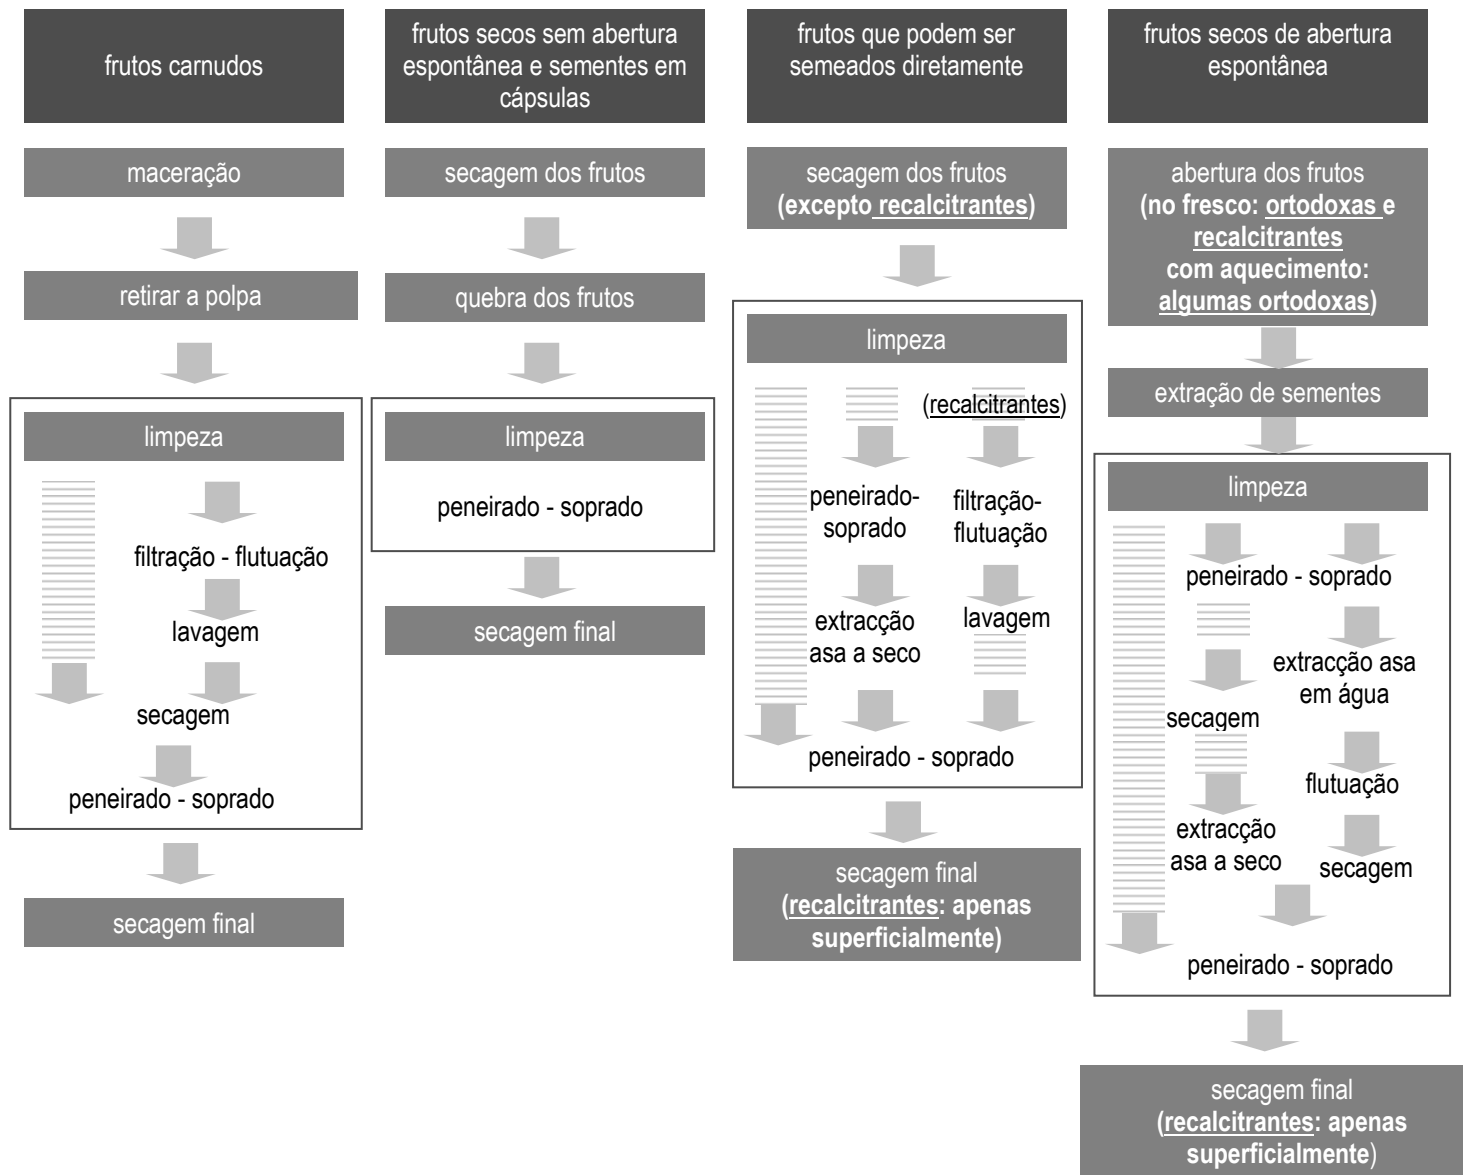 frutos carnudos
maceração
retirar a polpa
limpeza
filtração - flutuação
lavagem
secagem
peneirado - soprado
secagem final
frutos secos sem abertura
espontânea e sementes em
cápsulas
secagem dos frutos
quebra dos frutos
limpeza
peneirado - soprado
secagem final
frutos que podem ser
semeados diretamente
secagem dos frutos
(excepto recalcitrantes)
limpeza
(recalcitrantes)
peneirado-
soprado
filtração-
flutuação
extracção
asa a seco
lavagem
peneirado - soprado
secagem final
(recalcitrantes: apenas
superficialmente)
frutos secos de abertura
espontânea
abertura dos frutos
(no fresco: ortodoxas e
recalcitrantes
com aquecimento:
algumas ortodoxas)
extração de sementes
limpeza
peneirado - soprado
secagem
extracção
asa a seco
extracção asa
em água
flutuação
secagem
peneirado - soprado
secagem final
(recalcitrantes: apenas
superficialmente)